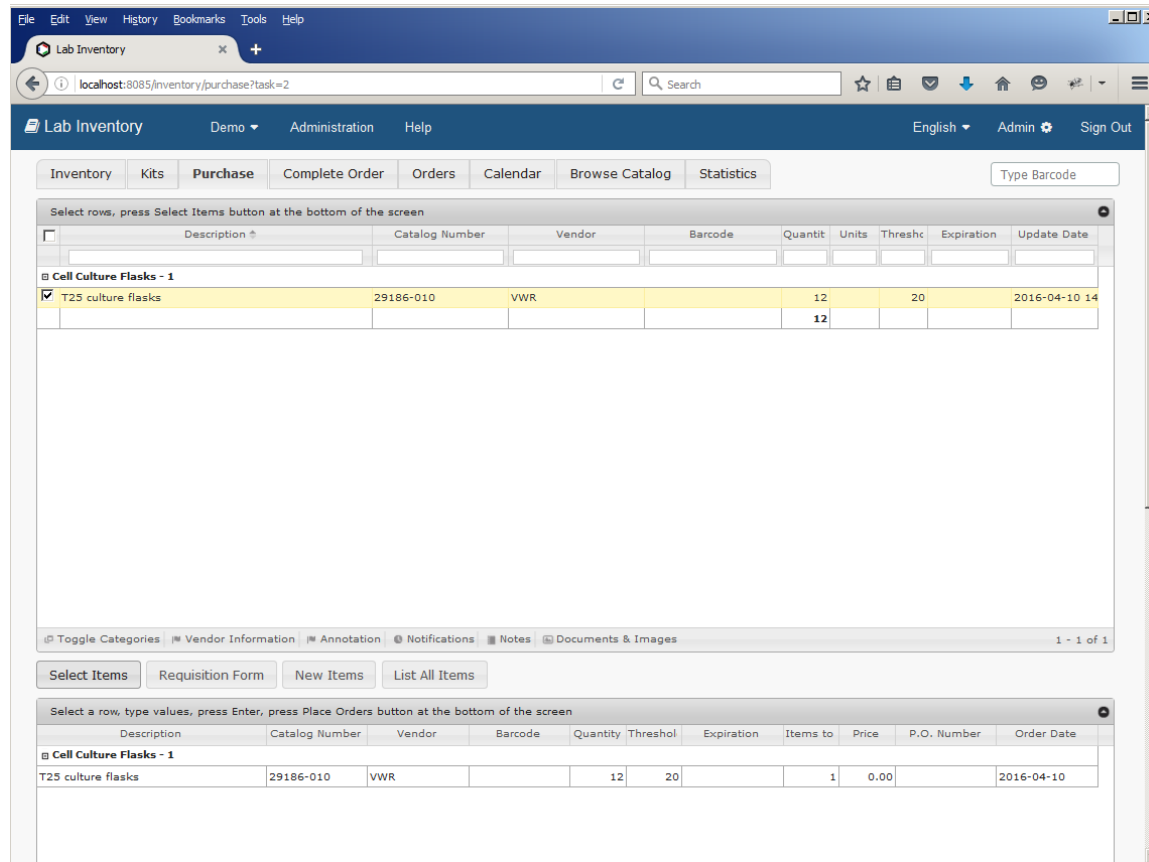 File Edit View History Bookmarks Tools Help
Lab Inventory
localhost:8085/inventory/purchase?task=2 Search
Lab Inventory Demo Administration Help English Admin Sign Out
Inventory Kits Purchase Complete Order Orders Calendar Browse Catalog Statistics Type Barcode
Select rows, press Select Items button at the bottom of the screen
Description Catalog Number Vendor Barcode Quantit Units Thresho Expiration Update Date
Cell Culture Flasks - 1
T25 culture flasks 29186-010 VWR 12 20 2016-04-10 14
12
Toggle Categories Vendor Information Annotation Notifications Notes Documents & Images 1 - 1 of 1
Select Items Requisition Form New Items List All Items
Select a row, type values, press Enter, press Place Orders button at the bottom of the screen
Description Catalog Number Vendor Barcode Quantity Threshol Expiration Items to Price P.O. Number Order Date
Cell Culture Flasks - 1
T25 culture flasks 29186-010 VWR 12 20 1 0.00 2016-04-10